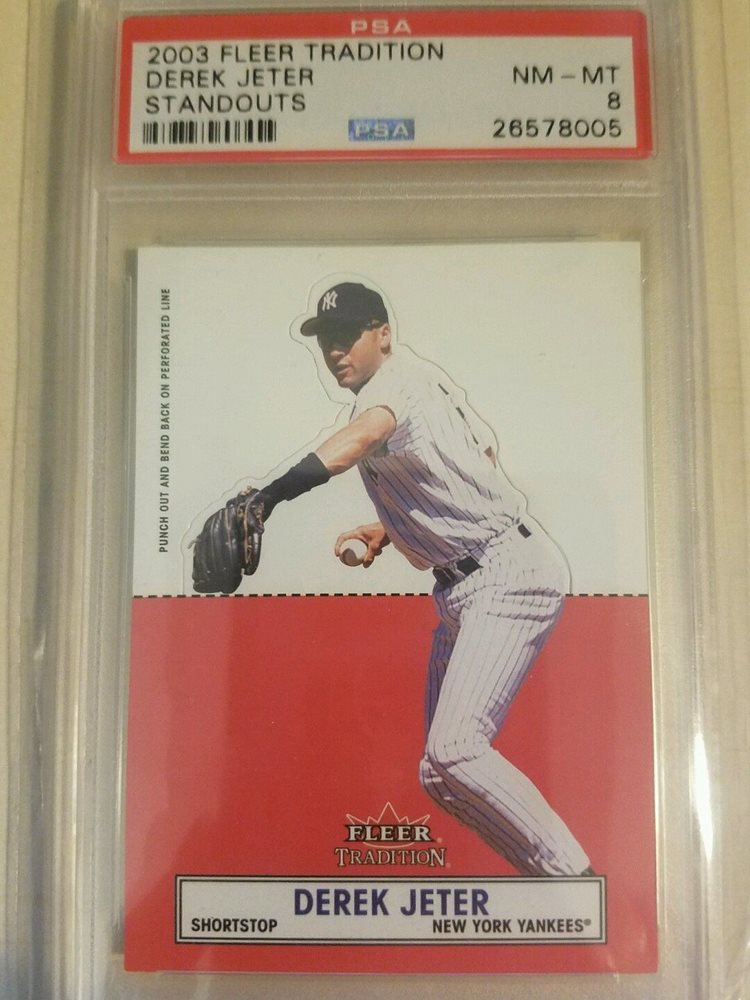 PSA
2003 FLEER TRADITION
DEREK JETER NM - MT
STANDOUTS 8
PSA 26578005
PUNCH OUT AND BEND BACK ON PERFORATED LINE
NY
FLEER
TRADITION
DEREK JETER
SHORTSTOP NEW YORK YANKEES®